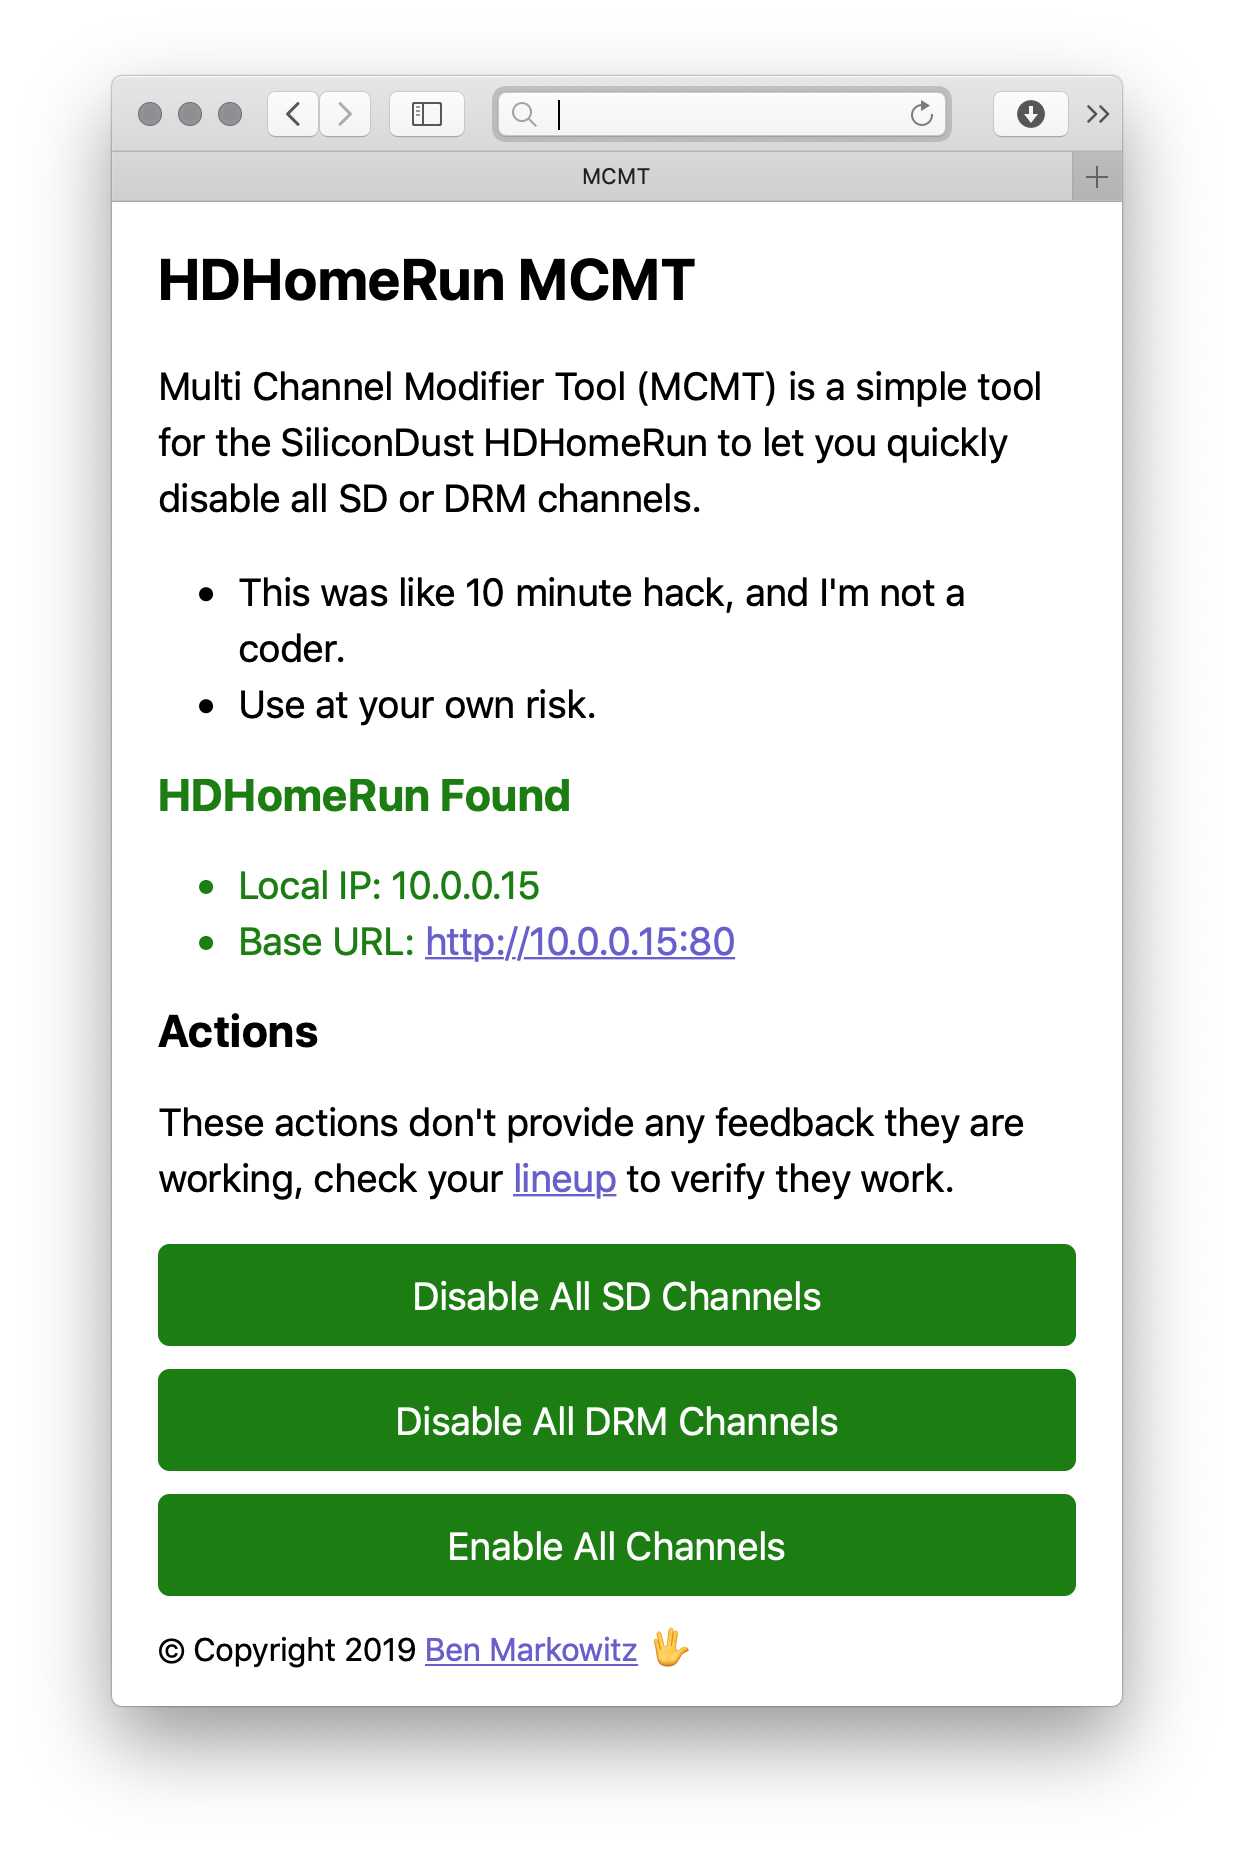 MCMT
HDHomeRun MCMT
Multi Channel Modifier Tool (MCMT) is a simple tool
for the SiliconDust HDHomeRun to let you quickly
disable all SD or DRM channels.
• This was like 10 minute hack, and I'm not a
coder.
• Use at your own risk.
HDHomeRun Found
• Local IP: 10.0.0.15
• Base URL: http://10.0.0.15:80
Actions
These actions don't provide any feedback they are
working, check your lineup to verify they work.
Disable All SD Channels
Disable All DRM Channels
Enable All Channels
© Copyright 2019 Ben Markowitz 🖖